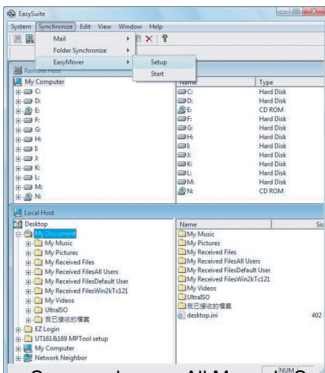 EasySuite
System Synchronize Edit View Window Help
Mail
Folder Synchronize
EasyMover
Setup
Start
Remote Host
My Computer
C:
D:
E:
F:
G:
H:
I:
J:
K:
L:
M:
N:
Name Type
C: Hard Disk
D: Hard Disk
E: CD ROM
F: Hard Disk
G: Hard Disk
H: Hard Disk
I: Hard Disk
J: Hard Disk
K: Hard Disk
L: Hard Disk
M: Hard Disk
N: CD ROM
Local Host
Desktop
My Document
My Music
My Pictures
My Received Files
My Received FilesAll Users
My Received FilesDefault User
My Received FilesWin2kTc121
My Videos
UltraISO
我已接收的檔案
EZ Login
UT161&169 MPTool setup
My Computer
Network Neighbor
Name
My Music
My Pictures
My Received Files
My Received FilesAll Users
My Received FilesDefault User
My Received FilesWin2kTc121
My Videos
UltraISO
我已接收的檔案
desktop.ini 402
NUM